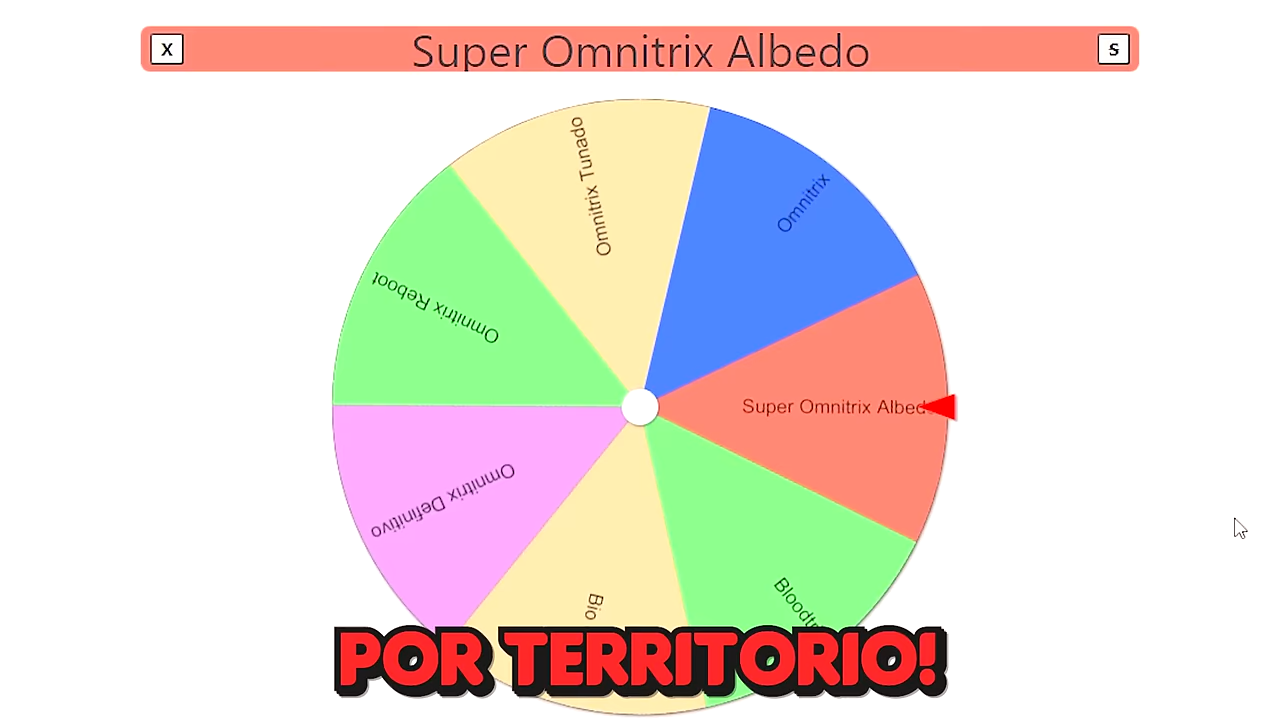 X
Super Omnitrix Albedo
S
Omnitrix Tunado
Omnitrix
Omnitrix Reboot
Super Omnitrix Albed
Omnitrix Definitivo
Bio
POR TERRITORIO!